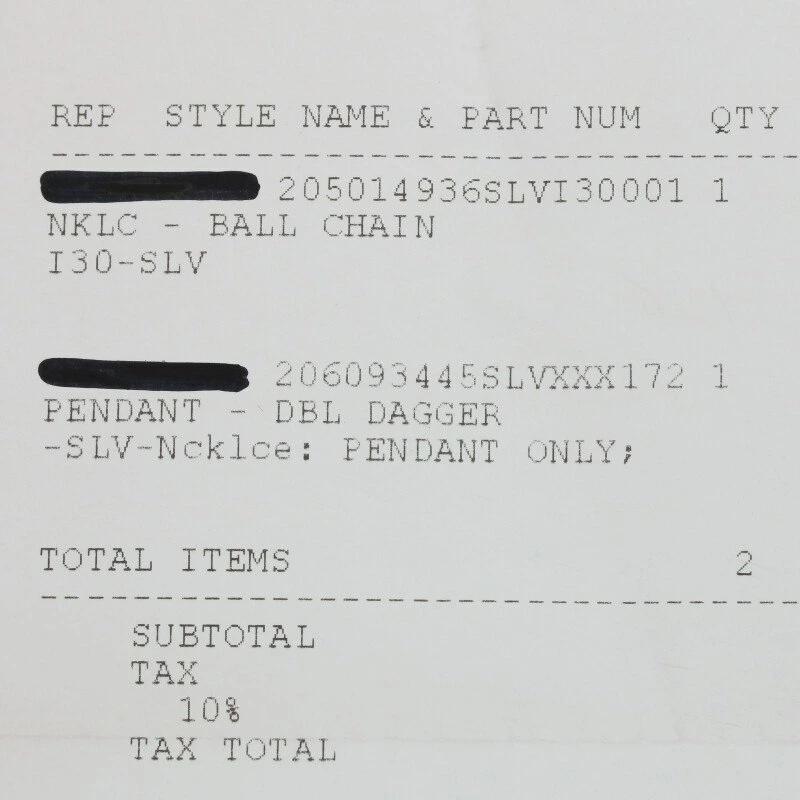 REP STYLE NAME & PART NUM QTY
--------------------------------
205014936SLVI30001 1
NKLC - BALL CHAIN
I30-SLV
206093445SLVXXX172 1
PENDANT - DBL DAGGER
-SLV-Ncklce: PENDANT ONLY;
TOTAL ITEMS 2
--------------------------------
SUBTOTAL
TAX
10%
TAX TOTAL